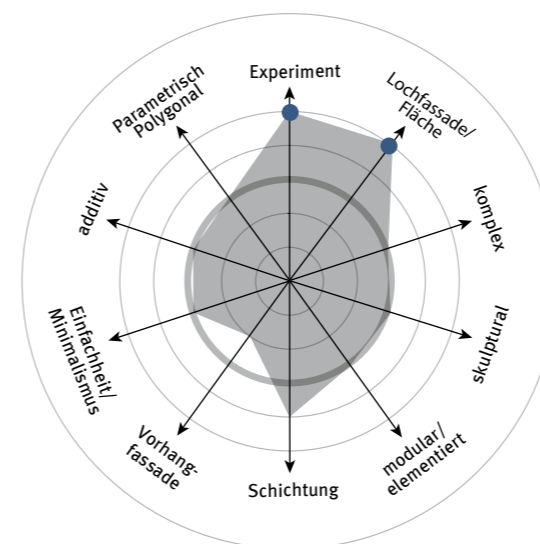 Experiment
Lochfassade/
Fläche
komplex
skulptural
modular/
elementiert
Schichtung
Vorhang-
fassade
Einfachheit/
Minimalismus
additiv
Parametrisch
Polygonal